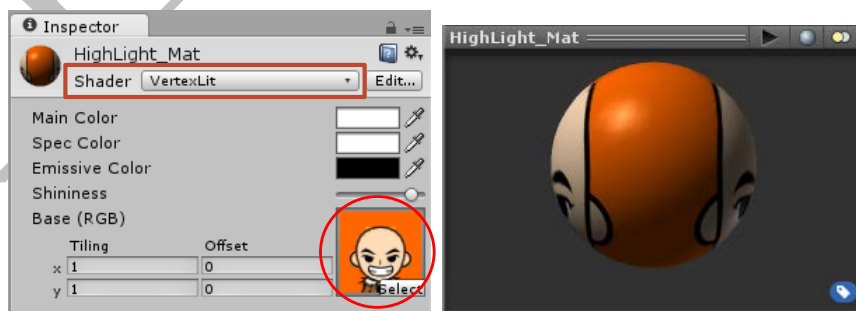 Inspector
HighLight_Mat
Shader VertexLit Edit...
Main Color
Spec Color
Emissive Color
Shininess
Base (RGB)
Tiling Offset
x 1 0
y 1 0
Select
HighLight_Mat